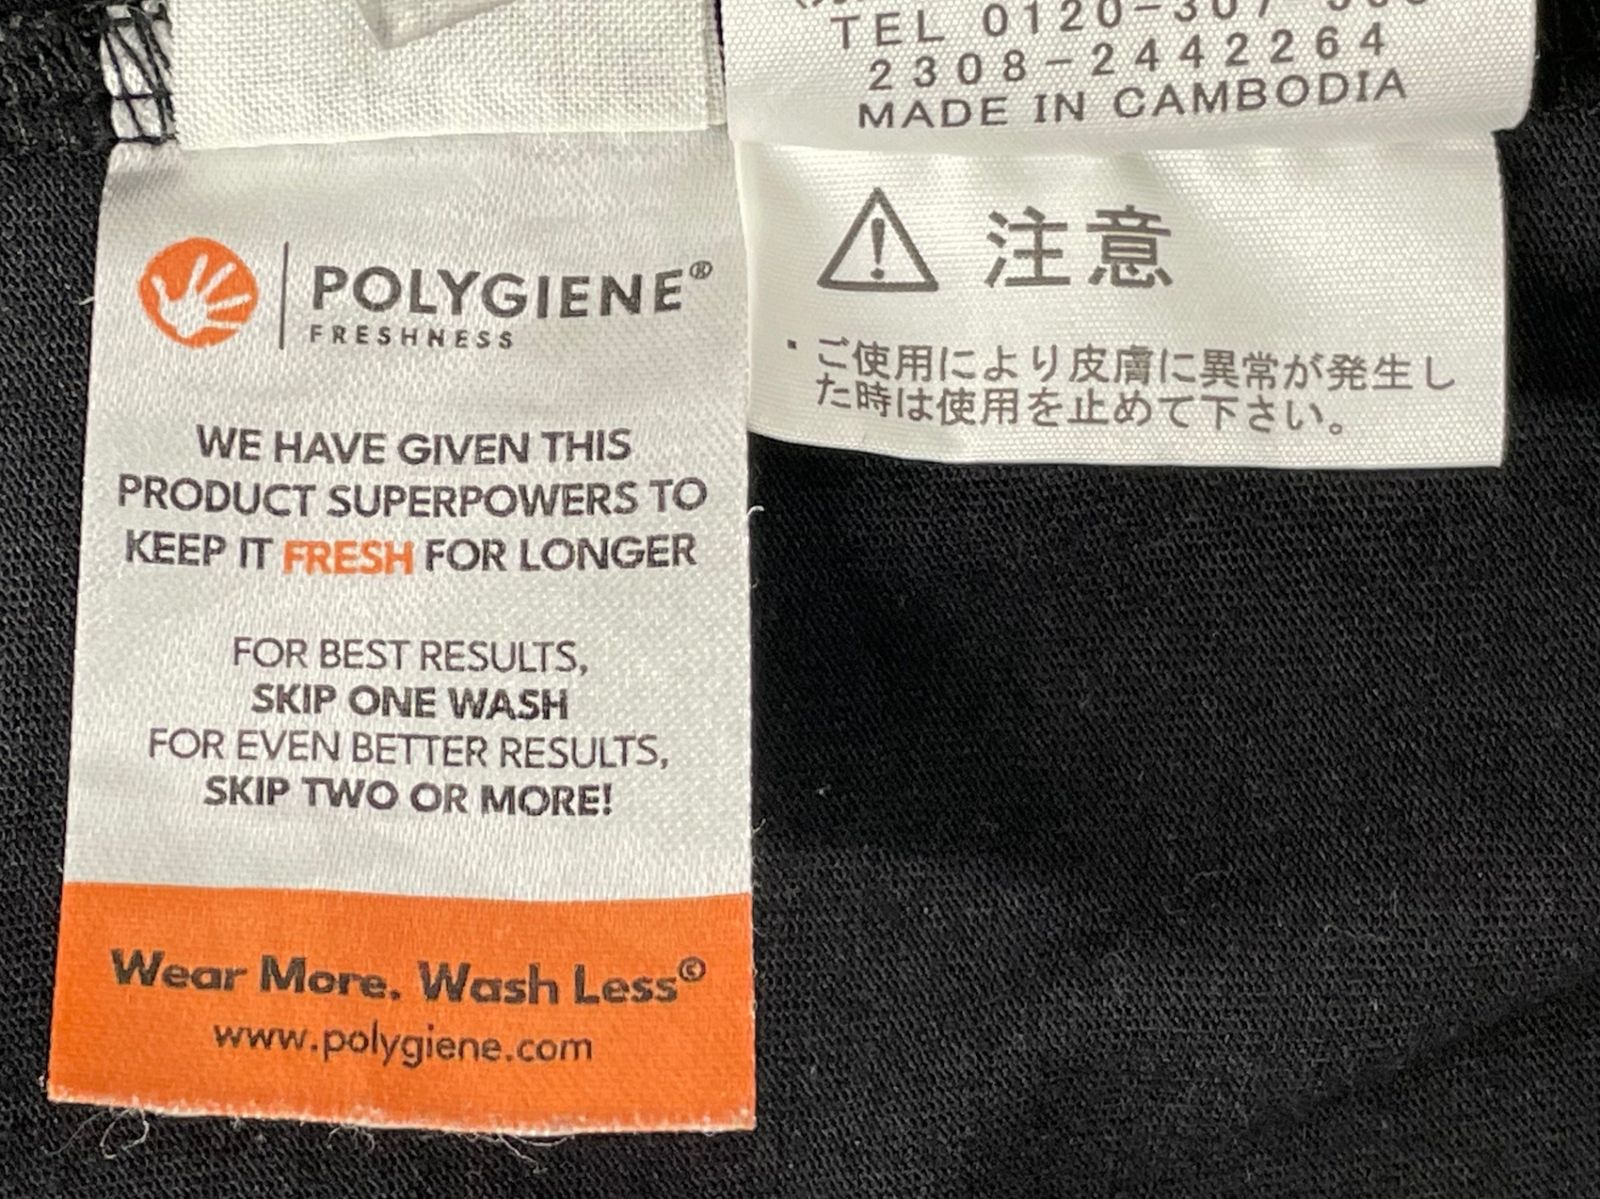 POLYGIENE®
FRESHNESS
WE HAVE GIVEN THIS
PRODUCT SUPERPOWERS TO
KEEP IT FRESH FOR LONGER
FOR BEST RESULTS,
SKIP ONE WASH
FOR EVEN BETTER RESULTS,
SKIP TWO OR MORE!
Wear More. Wash Less©
www.polygiene.com
TEL 0120-307-
2308-2442264
MADE IN CAMBODIA
注意
・ご使用により皮膚に異常が発生し
た時は使用を止めて下さい。